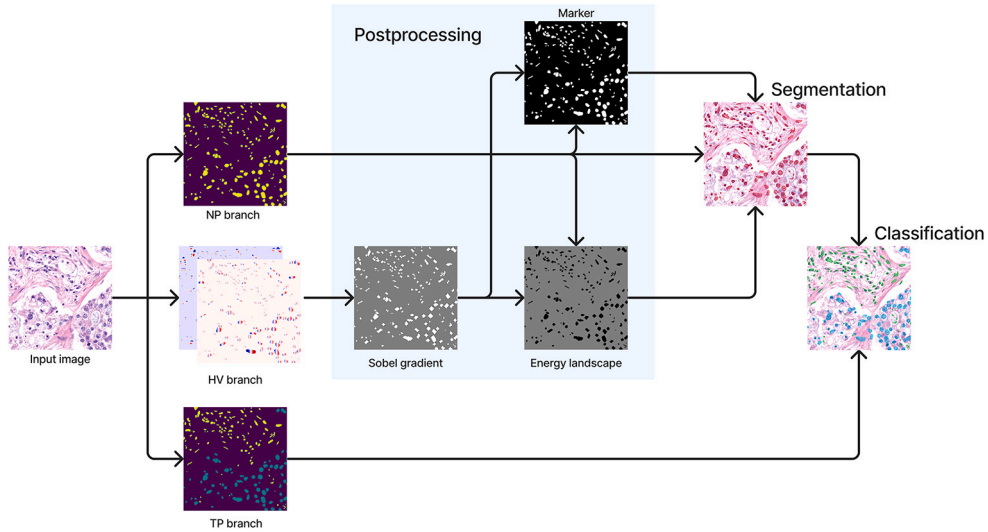 Marker
Postprocessing
Segmentation
NP branch
Classification
Input image
HV branch
Sobel gradient
Energy landscape
TP branch